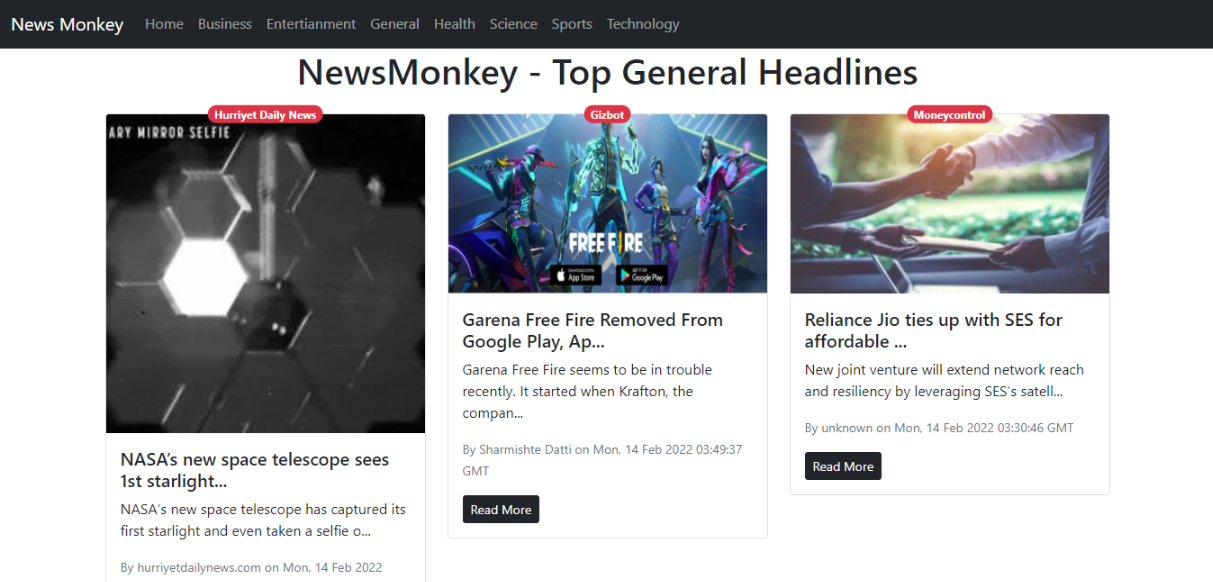 News Monkey Home Business Entertianment General Health Science Sports Technology
NewsMonkey - Top General Headlines
Hurriyet Daily News
ARY MIRROR SELFIE
NASA's new space telescope sees
1st starlight...
NASA's new space telescope has captured its
first starlight and even taken a selfie o...
By hurriyetdailynews.com on Mon, 14 Feb 2022
Gizbot
FREE FIRE
App Store
GET IT ON
Google Play
Garena Free Fire Removed From
Google Play, Ap...
Garena Free Fire seems to be in trouble
recently. It started when Krafton, the
compan...
By Sharmishte Datti on Mon, 14 Feb 2022 03:49:37
GMT
Read More
Moneycontrol
Reliance Jio ties up with SES for
affordable ...
New joint venture will extend network reach
and resiliency by leveraging SES's satell...
By unknown on Mon, 14 Feb 2022 03:30:46 GMT
Read More